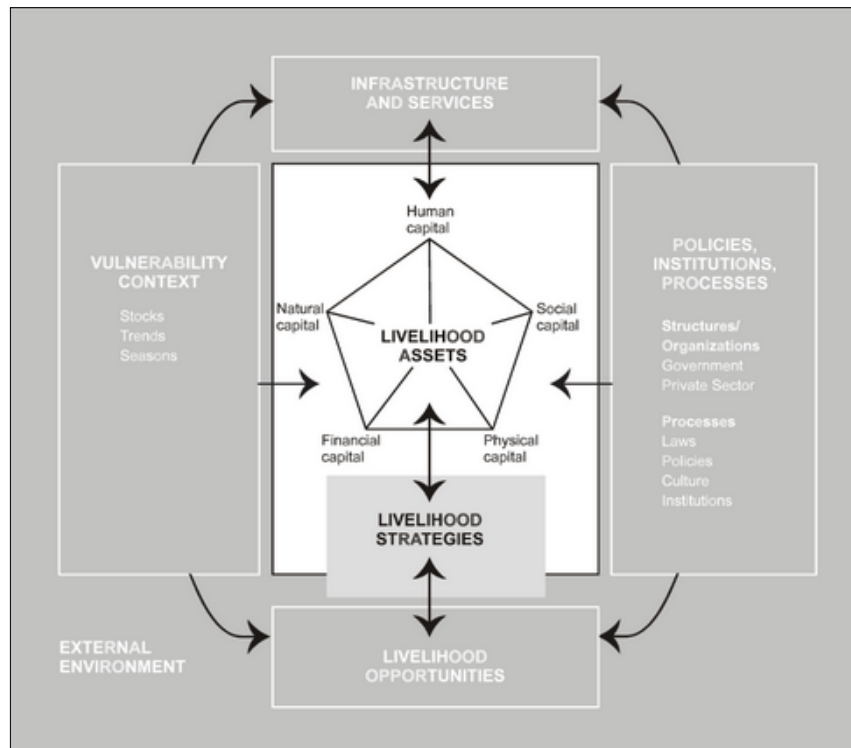 INFRASTRUCTURE
AND SERVICES
VULNERABILITY
CONTEXT
Stocks
Trends
Seasons
Human
capital
Natural
capital
Social
capital
LIVELIHOOD
ASSETS
Financial
capital
Physical
capital
LIVELIHOOD
STRATEGIES
POLICIES,
INSTITUTIONS,
PROCESSES
Structures/
Organizations
Government
Private Sector
Processes
Laws
Policies
Culture
Institutions
EXTERNAL
ENVIRONMENT
LIVELIHOOD
OPPORTUNITIES